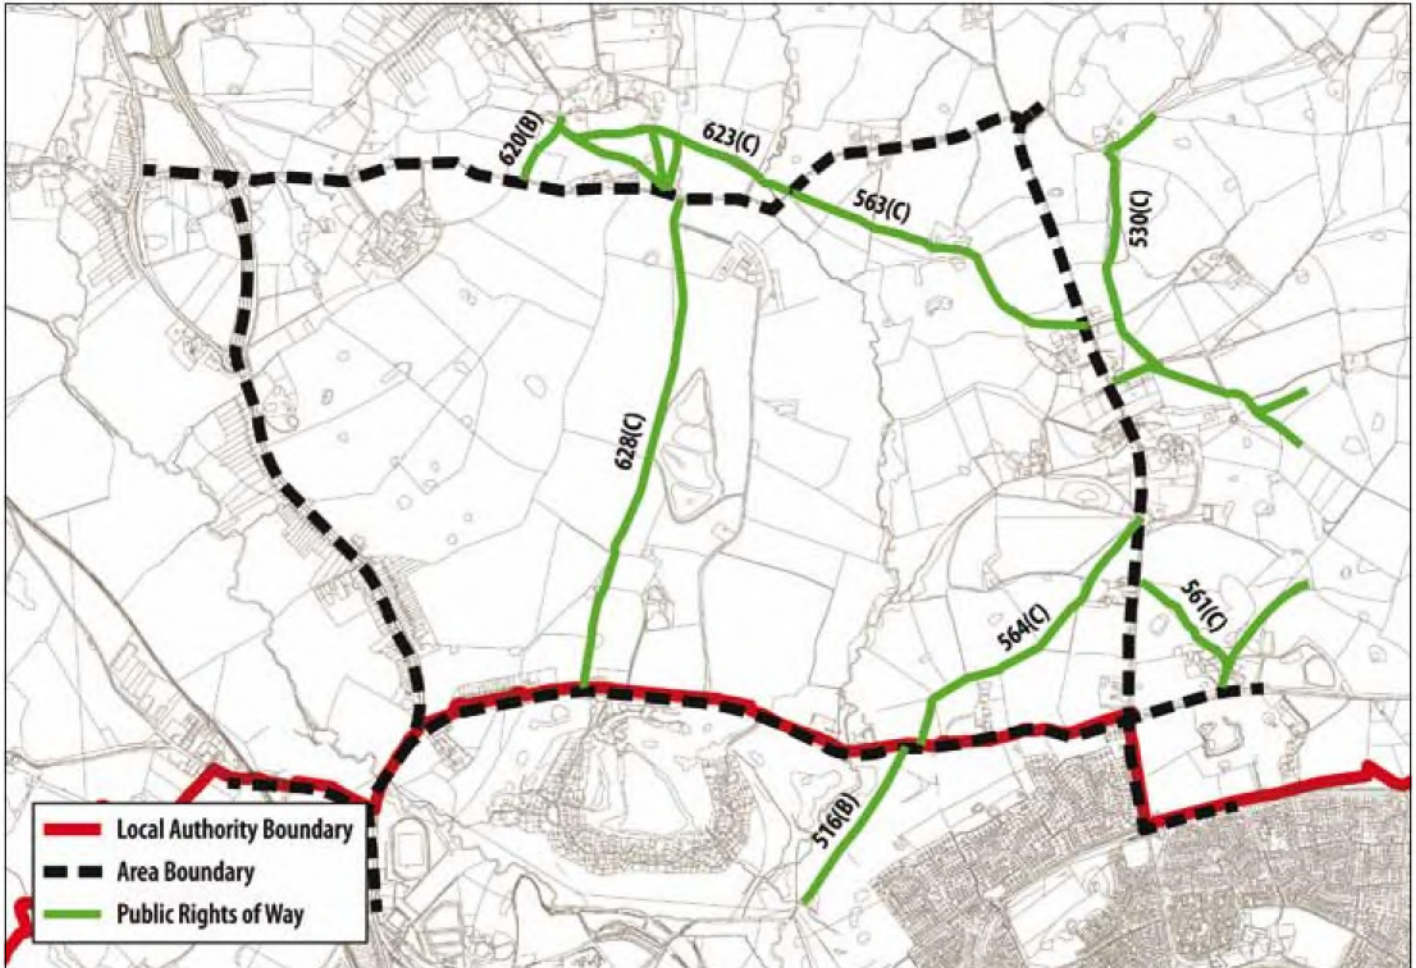 620(B)
623(C)
563(C)
530(C)
628(C)
561(C)
564(C)
516(B)
Local Authority Boundary
Area Boundary
Public Rights of Way